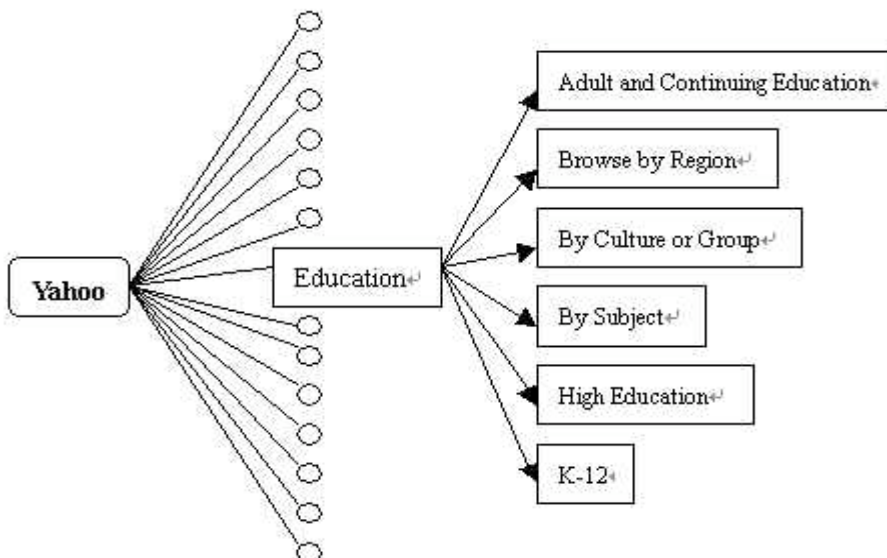 Adult and Continuing Education
Browse by Region
By Culture or Group
Yahoo
Education
By Subject
High Education
K-12